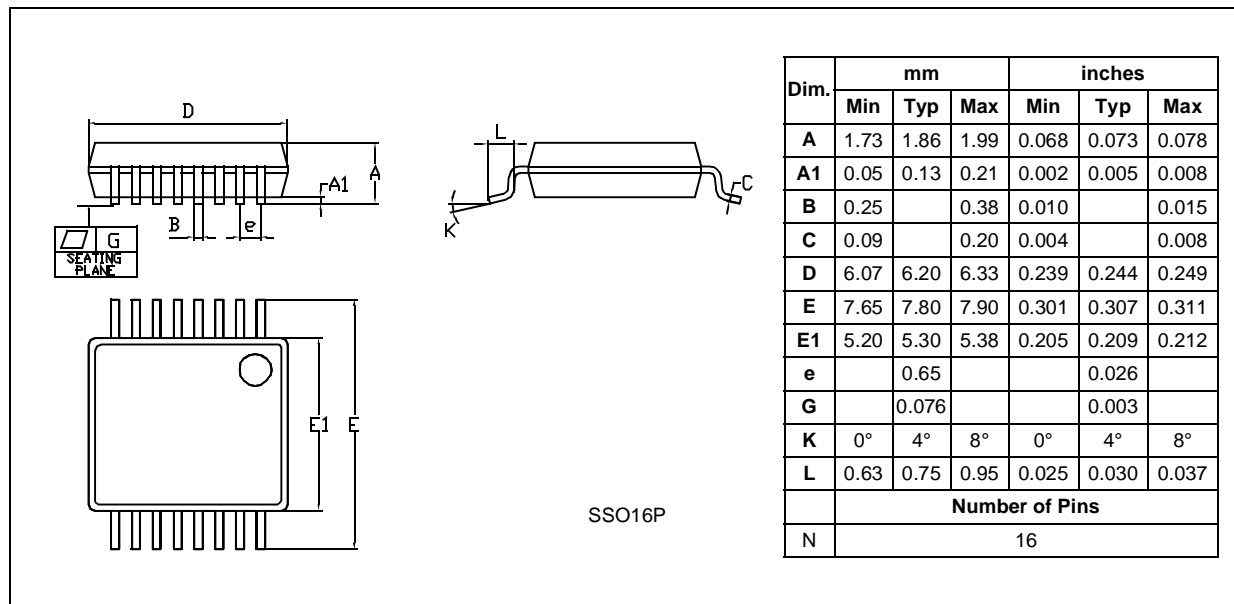 D
A1
A
B
e
G
SEATING
PLANE
L
C
K
E1
E
SSO16P
Dim. mm inches
Min Typ Max Min Typ Max
A 1.73 1.86 1.99 0.068 0.073 0.078
A1 0.05 0.13 0.21 0.002 0.005 0.008
B 0.25 0.38 0.010 0.015
C 0.09 0.20 0.004 0.008
D 6.07 6.20 6.33 0.239 0.244 0.249
E 7.65 7.80 7.90 0.301 0.307 0.311
E1 5.20 5.30 5.38 0.205 0.209 0.212
e 0.65 0.026
G 0.076 0.003
K 0° 4° 8° 0° 4° 8°
L 0.63 0.75 0.95 0.025 0.030 0.037
Number of Pins
N 16